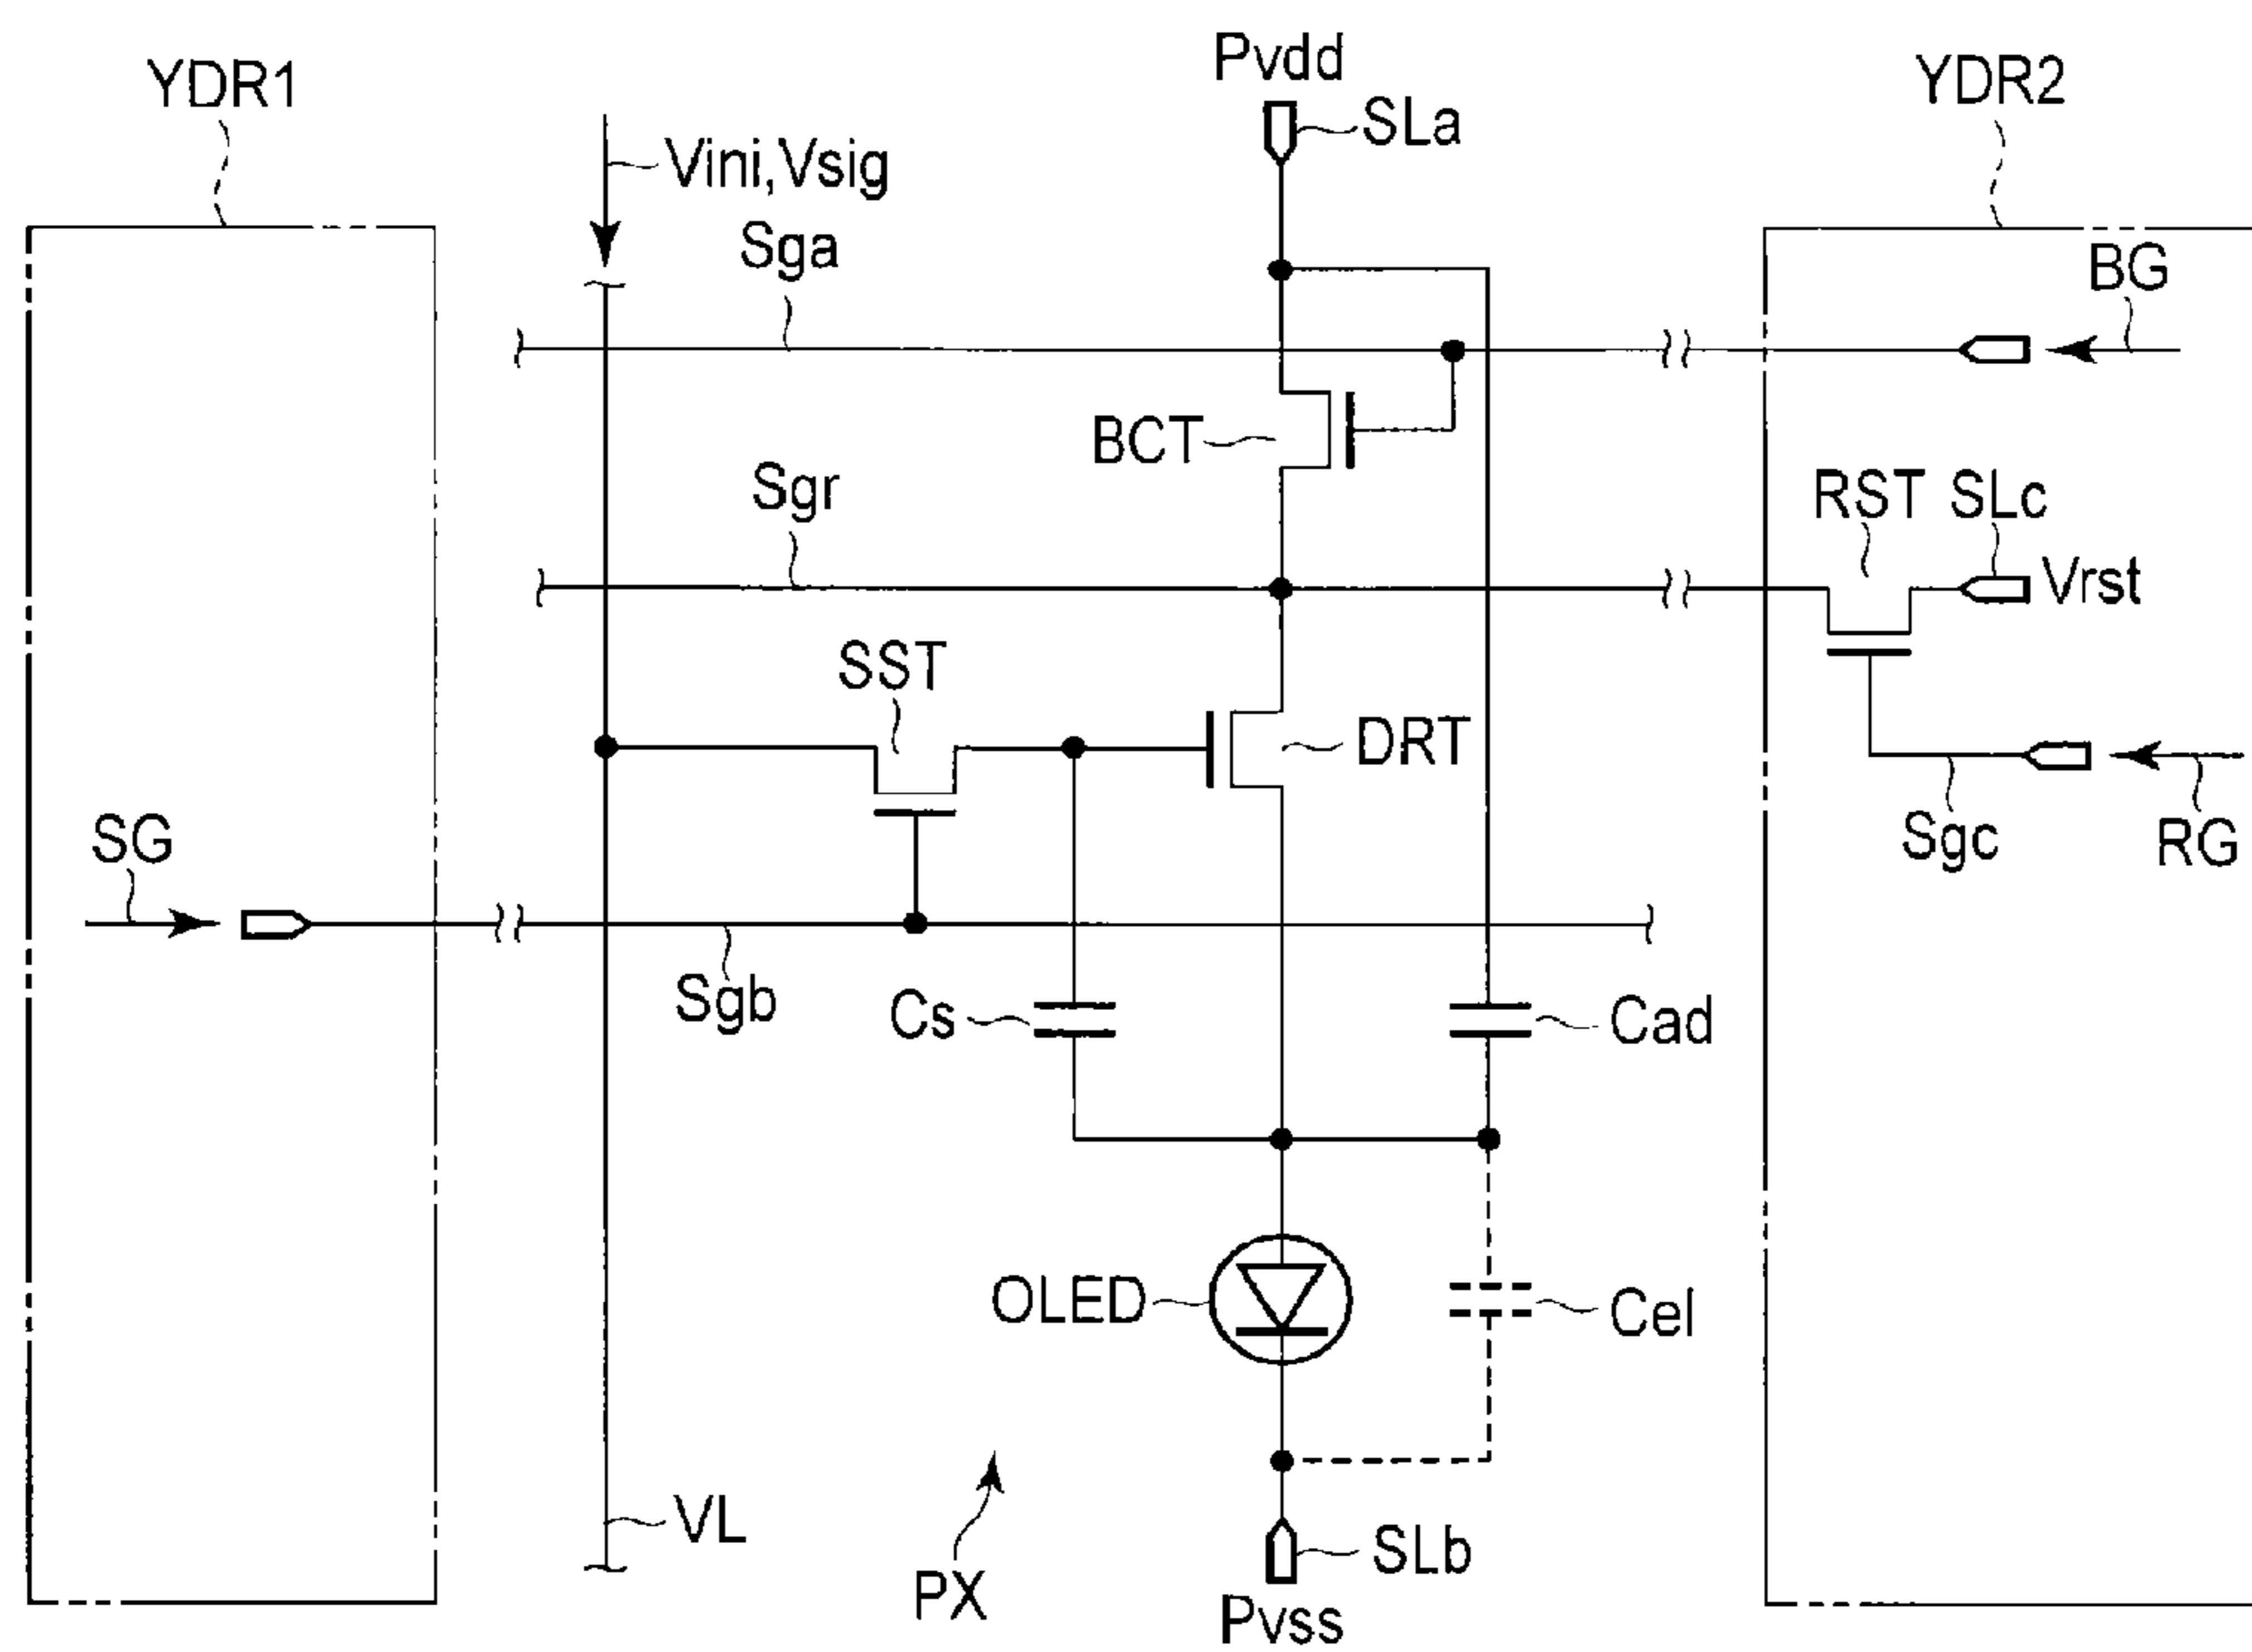 Pvdd
YDR1
YDR2
SLa
Vini,Vsig
Sga
BG
BCT
Sgr
RST
SLc
Vrst
SST
DRT
SG
Sgc
RG
Sgb
Cs
Cad
OLED
Cel
VL
SLb
PX
Pvss